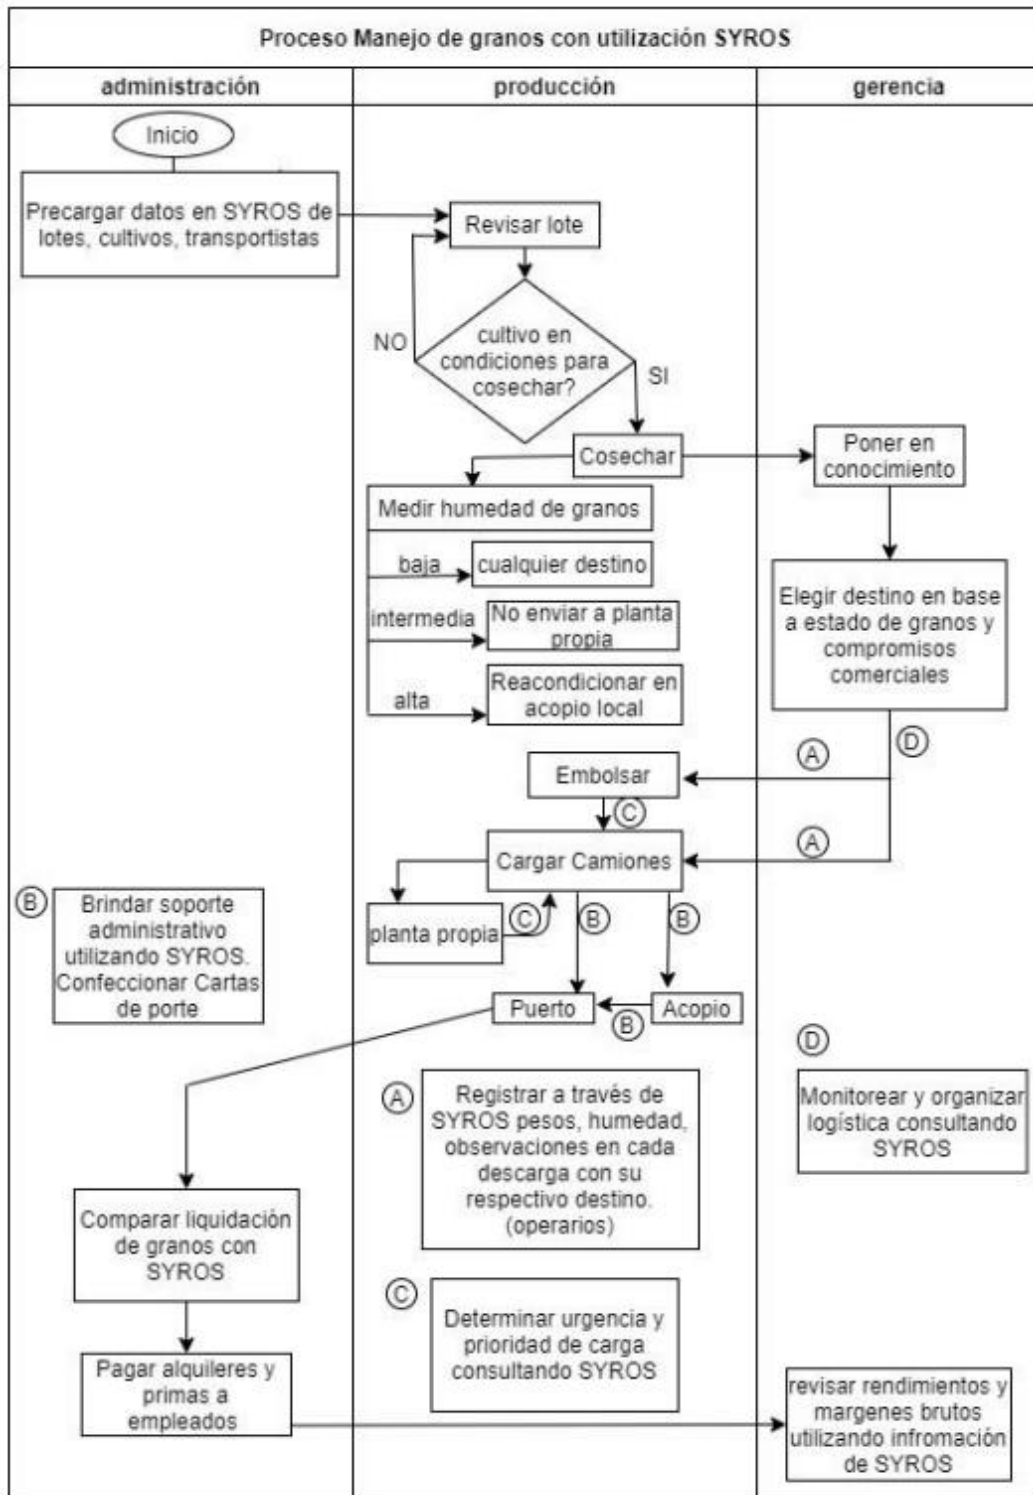 Proceso Manejo de granos con utilización SYROS
administración
producción
gerencia
Inicio
Precargar datos en SYROS de
lotes, cultivos, transportistas
Revisar lote
NO
cultivo en
condiciones para
cosechar?
SI
Cosechar
Poner en
conocimiento
Medir humedad de granos
baja
cualquier destino
intermedia
No enviar a planta
propia
alta
Reacondicionar en
acopio local
Elegir destino en base
a estado de granos y
compromisos
comerciales
D
A
Embolsar
C
A
Cargar Camiones
planta propia
C
B
B
B
Brindar soporte
administrativo
utilizando SYROS.
Confeccionar Cartas
de porte
Puerto
B
Acopio
A
Registrar a través de
SYROS pesos, humedad,
observaciones en cada
descarga con su
respectivo destino.
(operarios)
D
Monitorear y organizar
logística consultando
SYROS
Comparar liquidación
de granos con
SYROS
C
Determinar urgencia y
prioridad de carga
consultando SYROS
Pagar alquileres y
primas a
empleados
revisar rendimientos y
margenes brutos
utilizando infromación
de SYROS